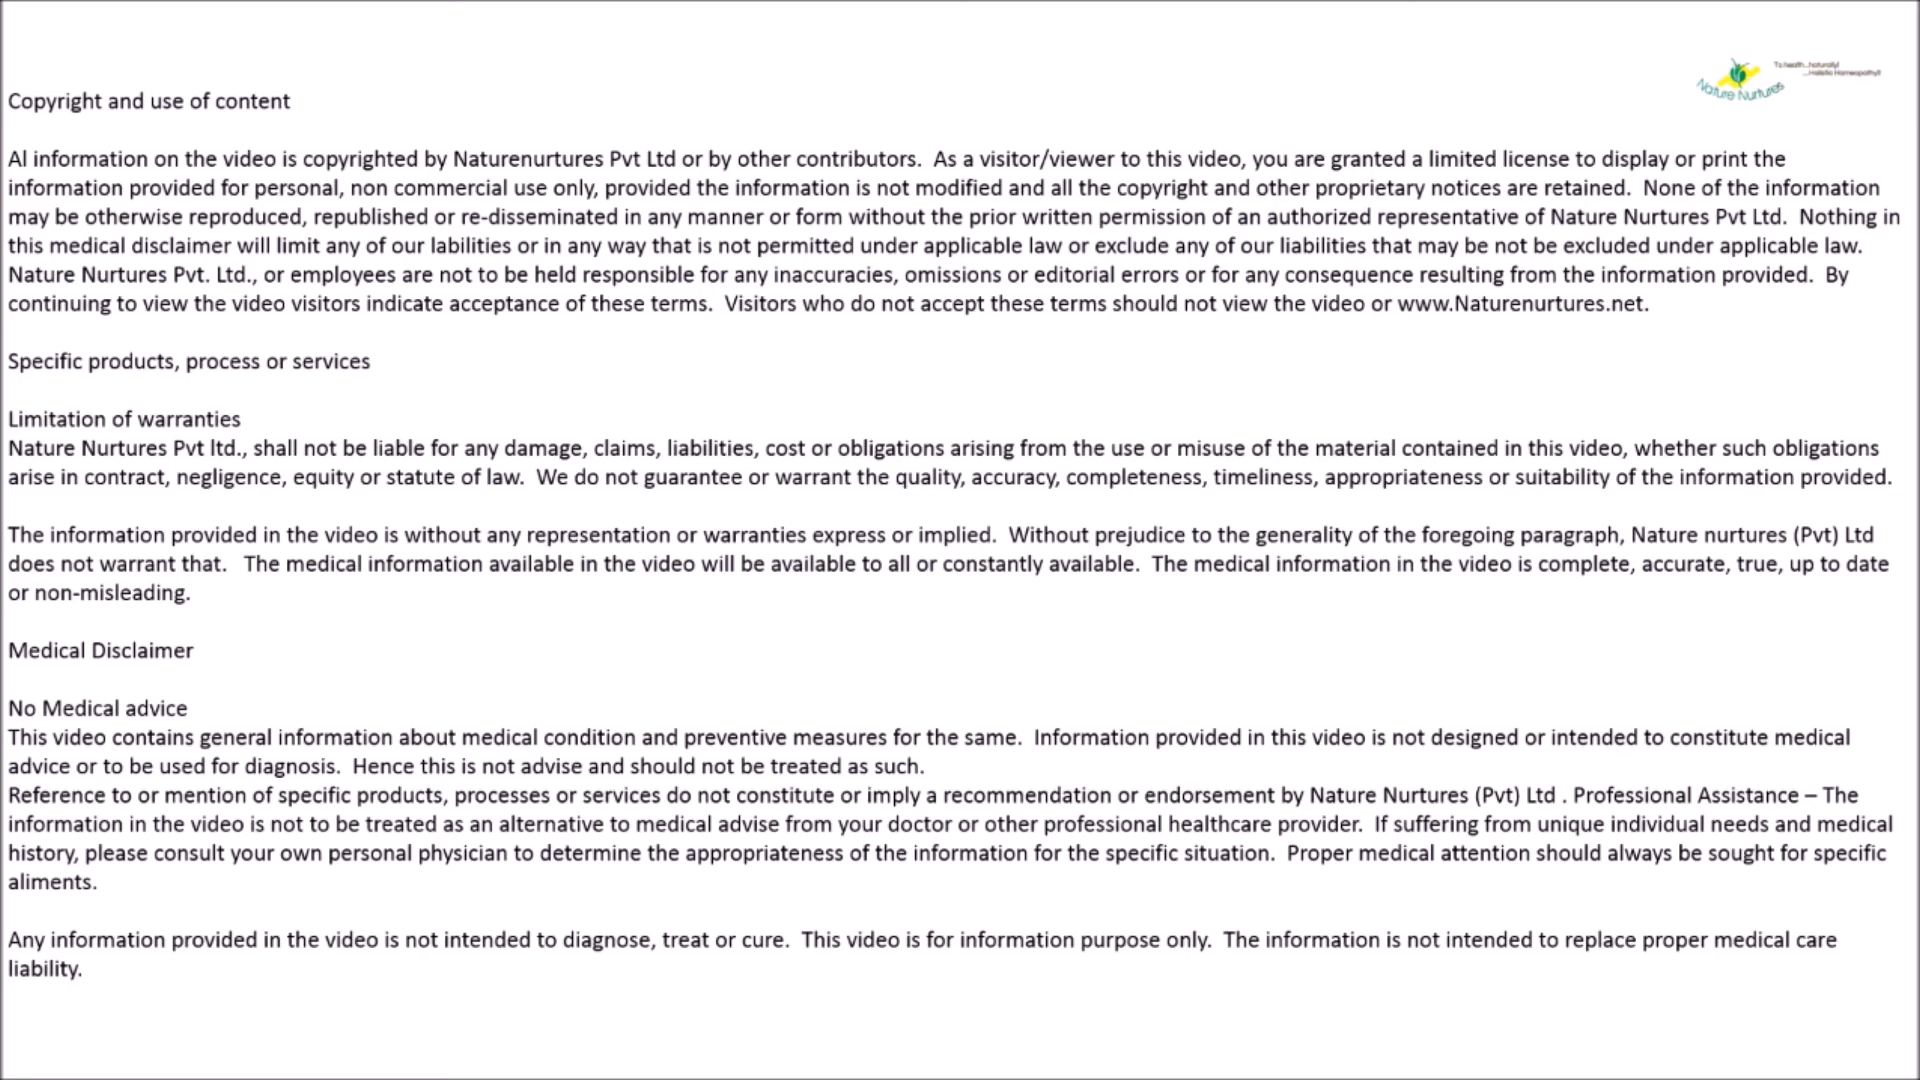 To health...naturally!
...Holistic Homeopathy!!
Nature Nurtures
Copyright and use of content
Al information on the video is copyrighted by Naturenurtures Pvt Ltd or by other contributors.  As a visitor/viewer to this video, you are granted a limited license to display or print the
information provided for personal, non commercial use only, provided the information is not modified and all the copyright and other proprietary notices are retained.  None of the information
may be otherwise reproduced, republished or re-disseminated in any manner or form without the prior written permission of an authorized representative of Nature Nurtures Pvt Ltd.  Nothing in
this medical disclaimer will limit any of our labilities or in any way that is not permitted under applicable law or exclude any of our liabilities that may be not be excluded under applicable law.
Nature Nurtures Pvt. Ltd., or employees are not to be held responsible for any inaccuracies, omissions or editorial errors or for any consequence resulting from the information provided.  By
continuing to view the video visitors indicate acceptance of these terms.  Visitors who do not accept these terms should not view the video or www.Naturenurtures.net.
Specific products, process or services
Limitation of warranties
Nature Nurtures Pvt ltd., shall not be liable for any damage, claims, liabilities, cost or obligations arising from the use or misuse of the material contained in this video, whether such obligations
arise in contract, negligence, equity or statute of law.  We do not guarantee or warrant the quality, accuracy, completeness, timeliness, appropriateness or suitability of the information provided.
The information provided in the video is without any representation or warranties express or implied.  Without prejudice to the generality of the foregoing paragraph, Nature nurtures (Pvt) Ltd
does not warrant that.   The medical information available in the video will be available to all or constantly available.  The medical information in the video is complete, accurate, true, up to date
or non-misleading.
Medical Disclaimer
No Medical advice
This video contains general information about medical condition and preventive measures for the same.  Information provided in this video is not designed or intended to constitute medical
advice or to be used for diagnosis.  Hence this is not advise and should not be treated as such.
Reference to or mention of specific products, processes or services do not constitute or imply a recommendation or endorsement by Nature Nurtures (Pvt) Ltd . Professional Assistance – The
information in the video is not to be treated as an alternative to medical advise from your doctor or other professional healthcare provider.  If suffering from unique individual needs and medical
history, please consult your own personal physician to determine the appropriateness of the information for the specific situation.  Proper medical attention should always be sought for specific
aliments.
Any information provided in the video is not intended to diagnose, treat or cure.  This video is for information purpose only.  The information is not intended to replace proper medical care
liability.